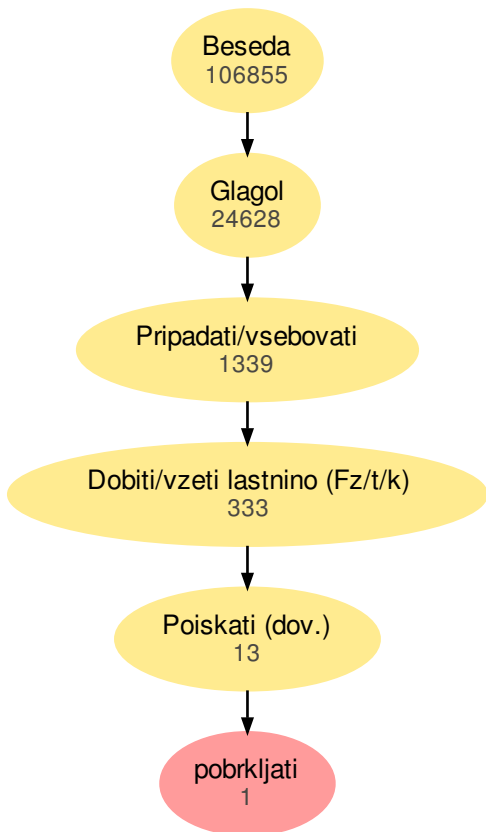 Beseda
106855
Glagol
24628
Pripadati/vsebovati
1339
Dobiti/vzeti lastnino (Fz/t/k)
333
Poiskati (dov.)
13
pobrkljati
1